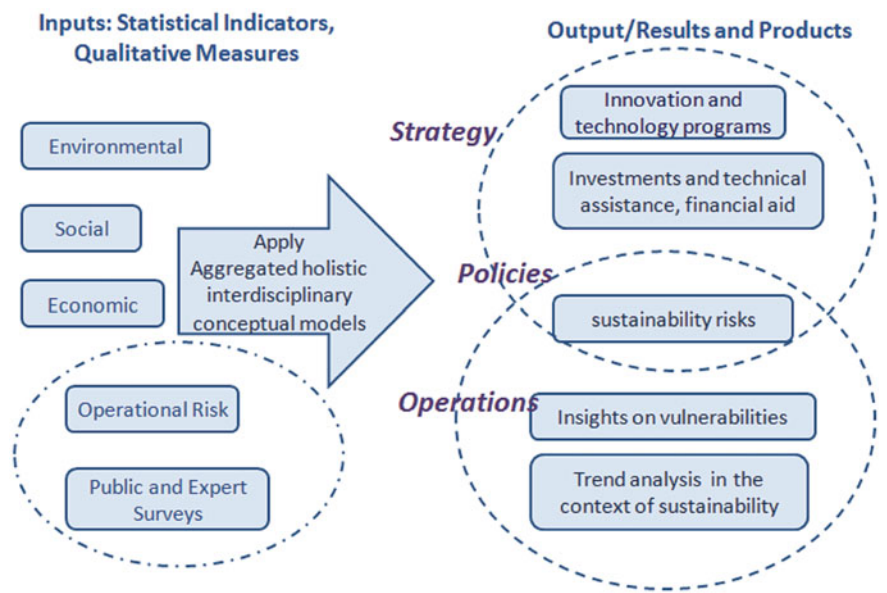 Inputs: Statistical Indicators,
Qualitative Measures
Environmental
Social
Economic
Operational Risk
Public and Expert
Surveys
Apply
Aggregated holistic
interdisciplinary
conceptual models
Output/Results and Products
Strategy
Innovation and
technology programs
Investments and technical
assistance, financial aid
Policies
sustainability risks
Operations
Insights on vulnerabilities
Trend analysis in the
context of sustainability